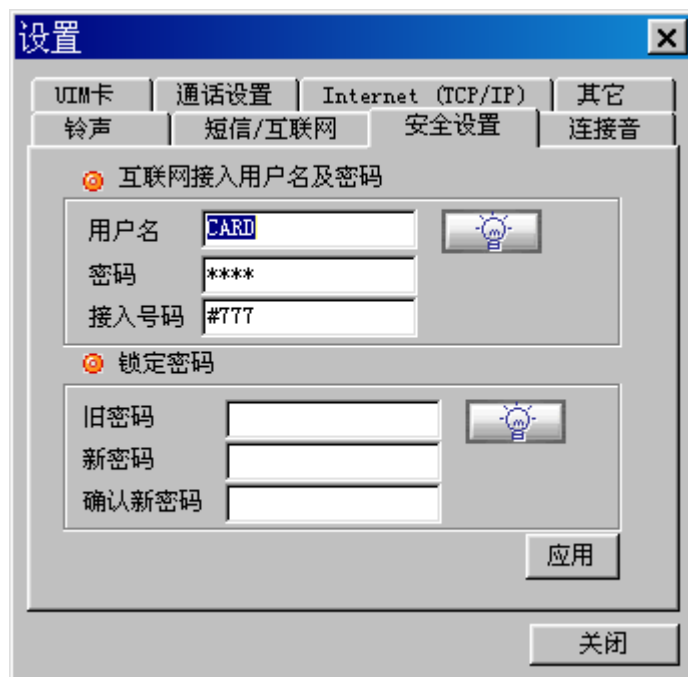 设置
UIM卡 通话设置 Internet (TCP/IP) 其它
铃声 短信/互联网 安全设置 连接音
互联网接入用户名及密码
用户名 CARD
密码 ****
接入号码 #777
锁定密码
旧密码
新密码
确认新密码
应用
关闭